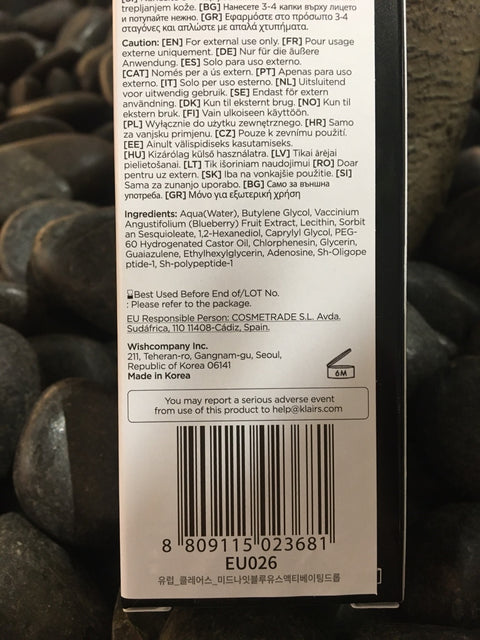 trepljanjem kože. [BG] Нанесете 3-4 капки върху лицето
и потупайте нежно. [GR] Εφαρμόστε στο πρόσωπο 3-4
σταγόνες και απλώστε με απαλά χτυπήματα.
Caution: [EN] For external use only. [FR] Pour usage
externe uniquement. [DE] Nur für die äußere
Anwendung. [ES] Solo para uso externo.
[CAT] Només per a ús extern. [PT] Apenas para uso
externo. [IT] Solo per uso esterno. [NL] Uitsluitend
voor uitwendig gebruik. [SE] Endast för extern
användning. [DK] Kun til eksternt brug. [NO] Kun til
ekstern bruk. [FI] Vain ulkoiseen käyttöön.
[PL] Wyłącznie do użytku zewnętrznego. [HR] Samo
za vanjsku primjenu. [CZ] Pouze k zevnímu použití.
[EE] Ainult välispidiseks kasutamiseks.
[HU] Kizárólag külső használatra. [LV] Tikai ārējai
pielietošanai. [LT] Tik išoriniam naudojimui [RO] Doar
pentru uz extern. [SK] Iba na vonkajšie použitie. [SI]
Sama za zunanjo uporabo. [BG] Само за външна
употреба. [GR] Μόνο για εξωτερική χρήση
Ingredients: Aqua(Water), Butylene Glycol, Vaccinium
Angustifolium (Blueberry) Fruit Extract, Lecithin, Sorbit
an Sesquioleate, 1,2-Hexanediol, Caprylyl Glycol, PEG-
60 Hydrogenated Castor Oil, Chlorphenesin, Glycerin,
Guaiazulene, Ethylhexylglycerin, Adenosine, Sh-Oligope
ptide-1, Sh-polypeptide-1
Best Used Before End of/LOT No.
: Please refer to the package.
EU Responsible Person: COSMETRADE S.L. Avda.
Sudáfrica, 110 11408-Cádiz, Spain.
Wishcompany Inc.
211, Teheran-ro, Gangnam-gu, Seoul,
Republic of Korea 06141
Made in Korea
6M
You may report a serious adverse event
from use of this product to help@klairs.com
8 809115 023681
EU026
유럽_클레어스_미드나잇블루유스액티베이팅드롭